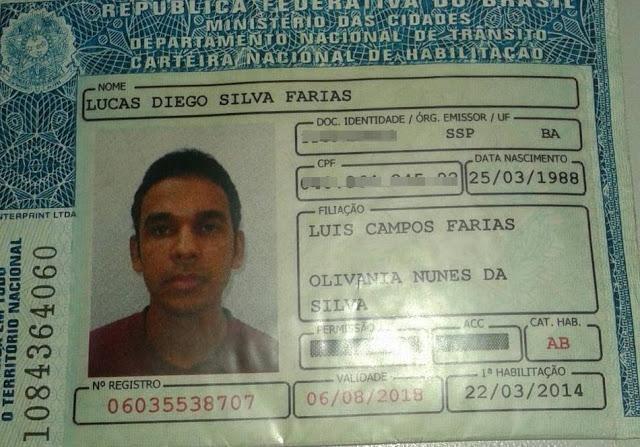 REPÚBLICA FEDERATIVA DO BRASIL
MINISTÉRIO DAS CIDADES
DEPARTAMENTO NACIONAL DE TRÂNSITO
CARTEIRA NACIONAL DE HABILITAÇÃO
NOME
LUCAS DIEGO SILVA FARIAS
DOC. IDENTIDADE / ÓRG. EMISSOR / UF
SSP BA
CPF
DATA NASCIMENTO
25/03/1988
FILIAÇÃO
LUIS CAMPOS FARIAS
OLIVANIA NUNES DA
SILVA
PERMISSÃO
ACC
CAT. HAB.
AB
Nº REGISTRO
06035538707
VALIDADE
06/08/2018
1ª HABILITAÇÃO
22/03/2014
INTERPRINT LTDA
O TERRITÓRIO NACIONAL
1084364060